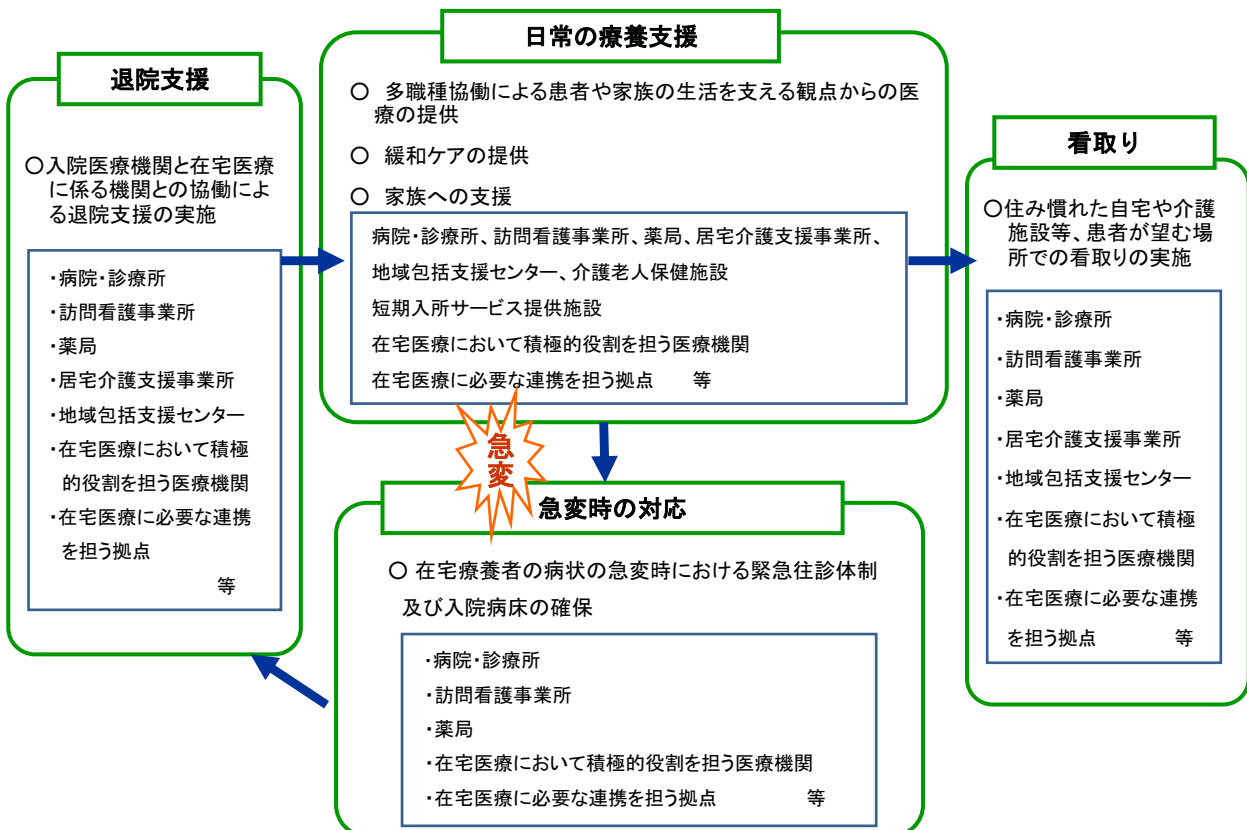 退院支援
○入院医療機関と在宅医療
に係る機関との協働によ
る退院支援の実施
・病院・診療所
・訪問看護事業所
・薬局
・居宅介護支援事業所
・地域包括支援センター
・在宅医療において積極
的役割を担う医療機関
・在宅医療に必要な連携
を担う拠点
等
日常の療養支援
○ 多職種協働による患者や家族の生活を支える観点からの医
療の提供
○ 緩和ケアの提供
○ 家族への支援
病院・診療所、訪問看護事業所、薬局、居宅介護支援事業所、
地域包括支援センター、介護老人保健施設
短期入所サービス提供施設
在宅医療において積極的役割を担う医療機関
在宅医療に必要な連携を担う拠点 等
急
変
急変時の対応
○ 在宅療養者の病状の急変時における緊急往診体制
及び入院病床の確保
・病院・診療所
・訪問看護事業所
・薬局
・在宅医療において積極的役割を担う医療機関
・在宅医療に必要な連携を担う拠点 等
看取り
○住み慣れた自宅や介護
施設等、患者が望む場
所での看取りの実施
・病院・診療所
・訪問看護事業所
・薬局
・居宅介護支援事業所
・地域包括支援センター
・在宅医療において積極
的役割を担う医療機関
・在宅医療に必要な連携
を担う拠点 等